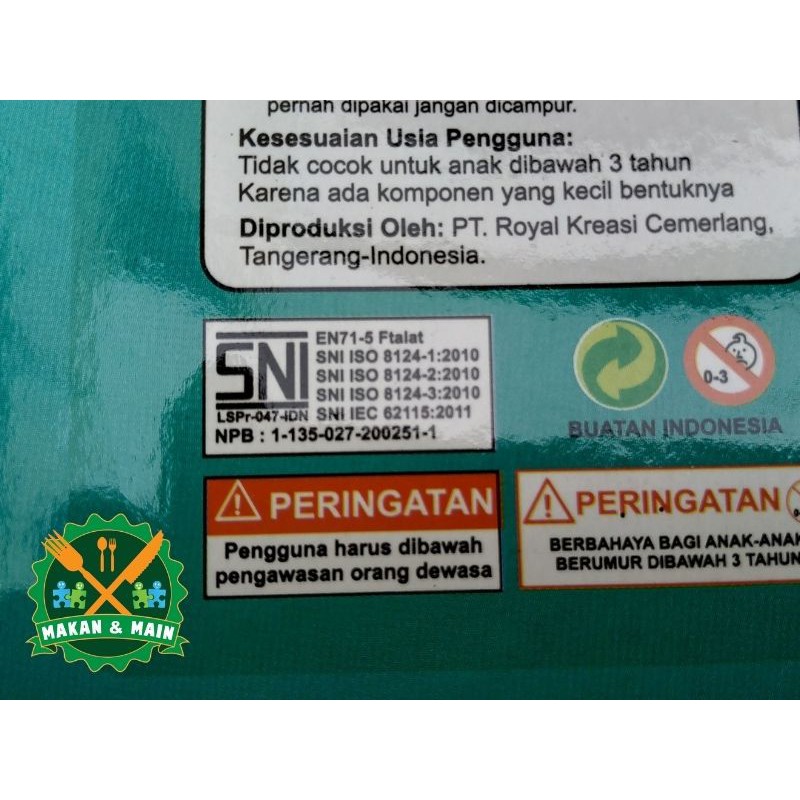 pernah dipakai jangan dicampur.
Kesesuaian Usia Pengguna:
Tidak cocok untuk anak dibawah 3 tahun
Karena ada komponen yang kecil bentuknya
Diproduksi Oleh: PT. Royal Kreasi Cemerlang,
Tangerang-Indonesia.
SNI
EN71-5 Ftalat
SNI ISO 8124-1:2010
SNI ISO 8124-2:2010
SNI ISO 8124-3:2010
LSPr-047-IDN SNI IEC 62115:2011
NPB : 1-135-027-200251-1
0-3
BUATAN INDONESIA
PERINGATAN
Pengguna harus dibawah
pengawasan orang dewasa
PERINGATAN
BERBAHAYA BAGI ANAK-ANAK
BERUMUR DIBAWAH 3 TAHUN
MAKAN & MAIN